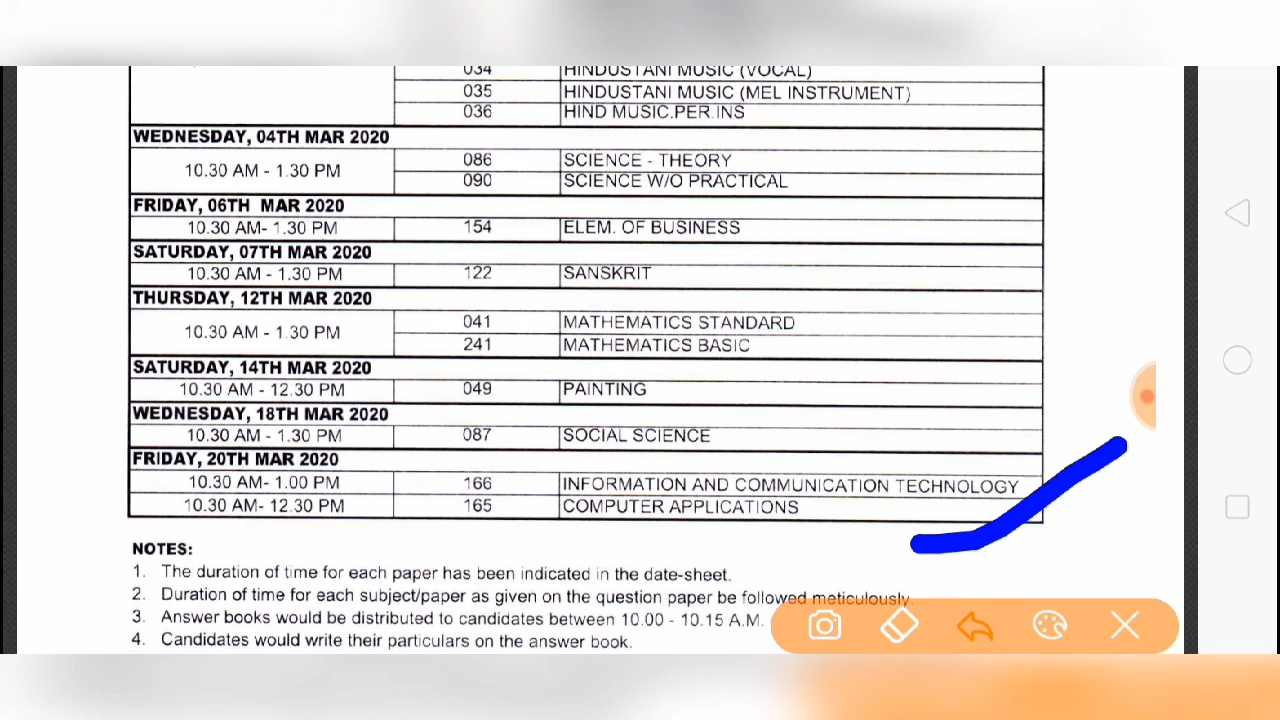 034 HINDUSTANI MUSIC (VOCAL)
035 HINDUSTANI MUSIC (MEL INSTRUMENT)
036 HIND MUSIC.PER.INS
WEDNESDAY, 04TH MAR 2020
10.30 AM - 1.30 PM 086 SCIENCE - THEORY
090 SCIENCE W/O PRACTICAL
FRIDAY, 06TH MAR 2020
10.30 AM- 1.30 PM 154 ELEM. OF BUSINESS
SATURDAY, 07TH MAR 2020
10.30 AM - 1.30 PM 122 SANSKRIT
THURSDAY, 12TH MAR 2020
10.30 AM - 1.30 PM 041 MATHEMATICS STANDARD
241 MATHEMATICS BASIC
SATURDAY, 14TH MAR 2020
10.30 AM - 12.30 PM 049 PAINTING
WEDNESDAY, 18TH MAR 2020
10.30 AM - 1.30 PM 087 SOCIAL SCIENCE
FRIDAY, 20TH MAR 2020
10.30 AM- 1.00 PM 166 INFORMATION AND COMMUNICATION TECHNOLOGY
10.30 AM- 12.30 PM 165 COMPUTER APPLICATIONS
NOTES:
1. The duration of time for each paper has been indicated in the date-sheet.
2. Duration of time for each subject/paper as given on the question paper be followed meticulously.
3. Answer books would be distributed to candidates between 10.00 - 10.15 A.M.
4. Candidates would write their particulars on the answer book.